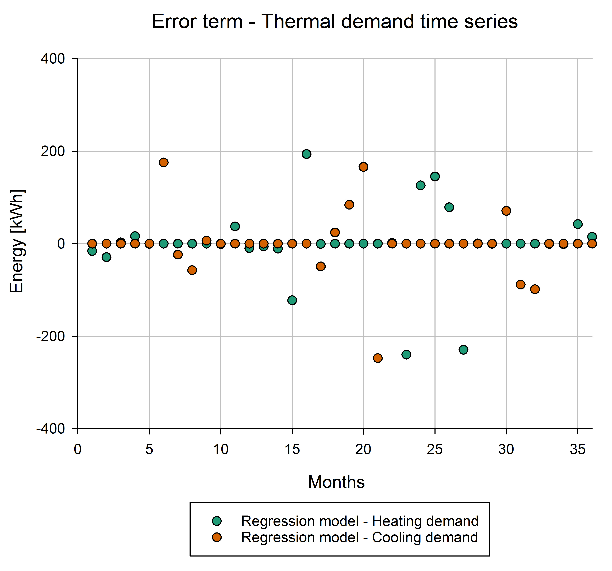 Error term - Thermal demand time series
400
200
0
-200
-400
Energy [kWh]
0 5 10 15 20 25 30 35
Months
Regression model - Heating demand
Regression model - Cooling demand